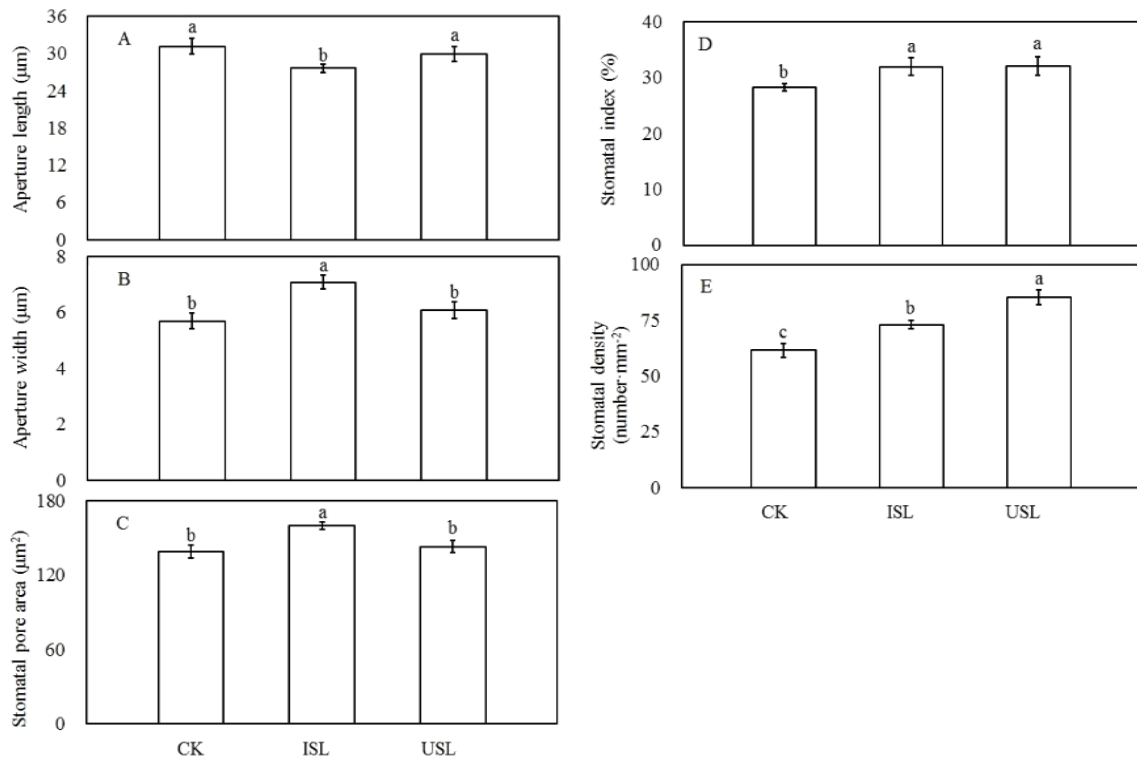 A
Aperture length (μm)
36
30
24
18
12
6
0
a
b
a
B
Aperture width (μm)
8
6
4
2
0
b
a
b
C
Stomatal pore area (μm²)
180
120
60
0
b
a
b
CK ISL USL
D
Stomatal index (%)
40
30
20
10
0
b
a
a
E
Stomatal density
(number·mm⁻²)
100
75
50
25
0
c
b
a
CK ISL USL